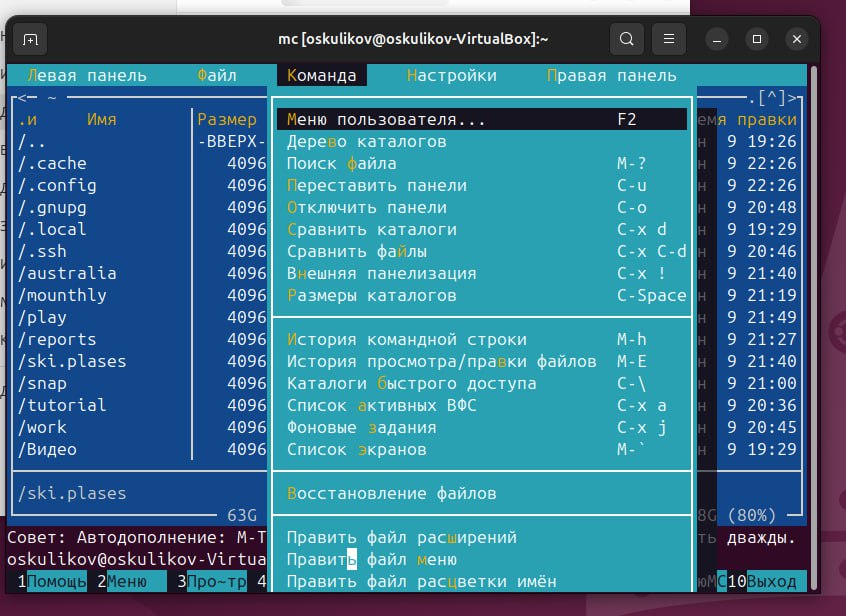 mc [oskulikov@oskulikov-VirtualBox]:~
Левая панель Файл Команда Настройки Правая панель
<─ ~ .[^]>
.и Имя Размер Меню пользователя... F2 емя правки
/.. -ВВЕРХ- Дерево каталогов н 9 19:26
/.cache 4096 Поиск файла M-? н 9 22:26
/.config 4096 Переставить панели C-u н 9 22:26
/.gnupg 4096 Отключить панели C-o н 9 20:48
/.local 4096 Сравнить каталоги C-x d н 9 19:29
/.ssh 4096 Сравнить файлы C-x C-d н 9 20:46
/australia 4096 Внешняя панелизация C-x ! н 9 21:40
/mounthly 4096 Размеры каталогов C-Space н 9 21:19
/play 4096 н 9 21:49
/reports 4096 История командной строки M-h н 9 21:27
/ski.plases 4096 История просмотра/правки файлов M-E н 9 21:40
/snap 4096 Каталоги быстрого доступа C-\ н 9 21:00
/tutorial 4096 Список активных ВФС C-x a н 9 20:36
/work 4096 Фоновые задания C-x j н 9 20:45
/Видео 4096 Список экранов M-` н 9 19:29
/ski.plases Восстановление файлов
63G 8G (80%)
Совет: Автодополнение: M-T Править файл расширений ть дважды.
oskulikov@oskulikov-Virtua Править файл меню
1Помощь 2Меню 3Про~тр 4 Править файл расцветки имён юМС10Выход